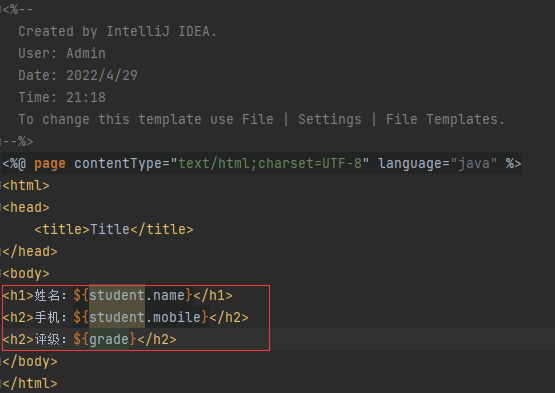 <%--
  Created by IntelliJ IDEA.
  User: Admin
  Date: 2022/4/29
  Time: 21:18
  To change this template use File | Settings | File Templates.
--%>
<%@ page contentType="text/html;charset=UTF-8" language="java" %>
<html>
<head>
    <title>Title</title>
</head>
<body>
<h1>姓名：${student.name}</h1>
<h2>手机：${student.mobile}</h2>
<h2>评级：${grade}</h2>
</body>
</html>